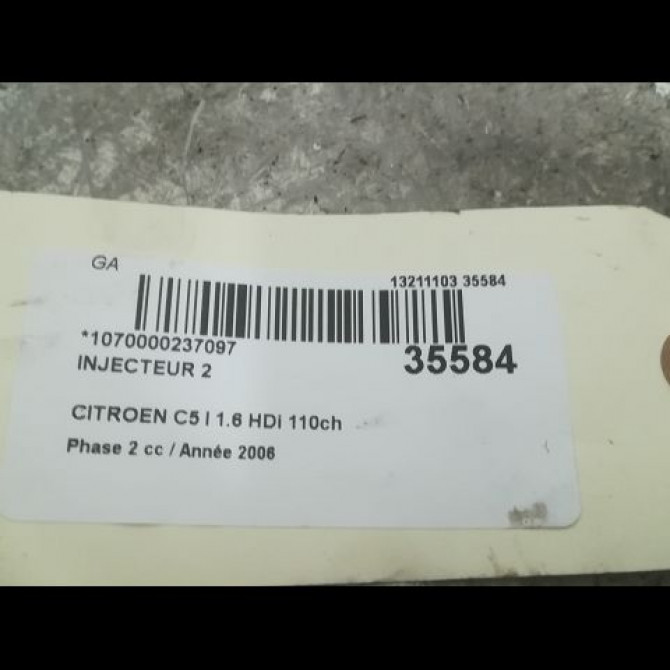 GA
13211103 35584
*1070000237097
35584
INJECTEUR 2
CITROEN C5 I 1.6 HDi 110ch
Phase 2 cc / Année 2006